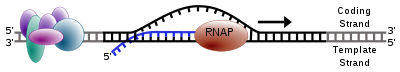 Coding
Strand
5'
3'
RNAP
3'
5'
5'
Template
Strand